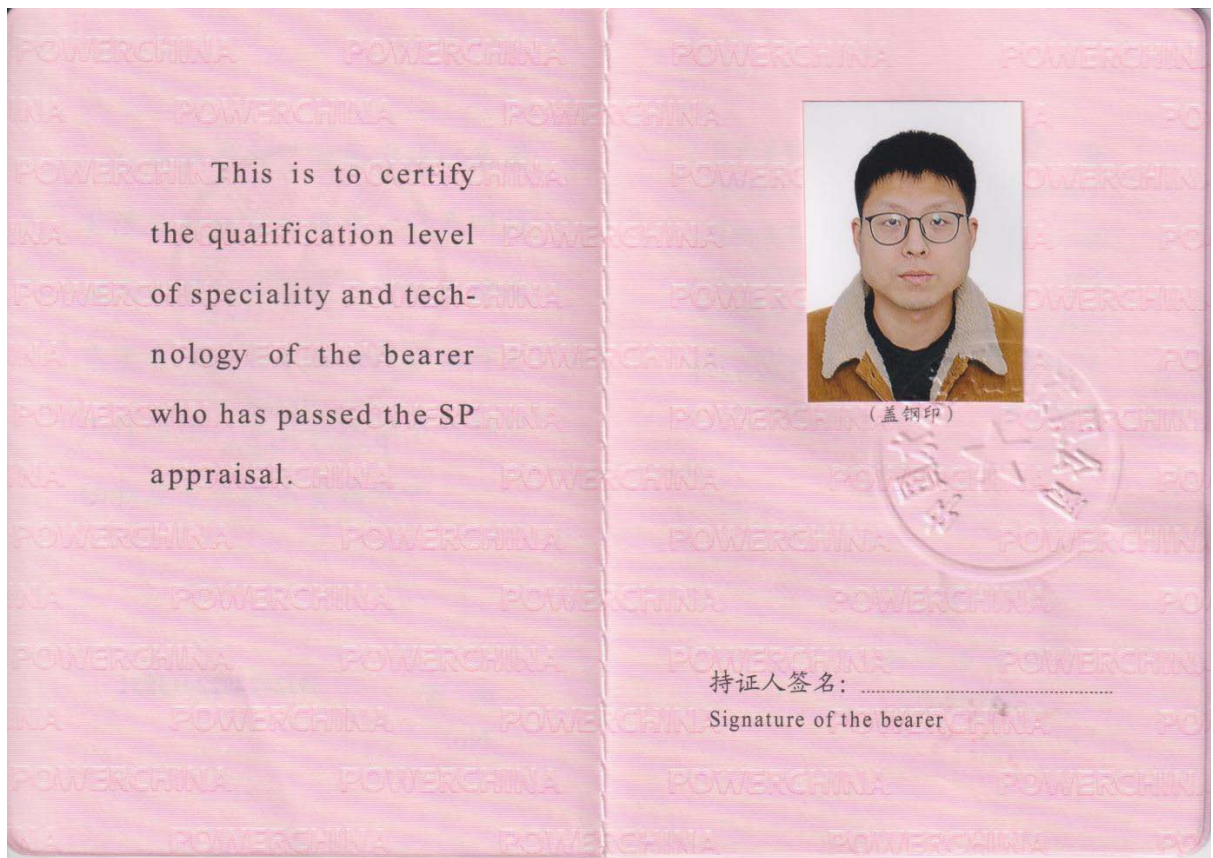 This is to certify
the qualification level
of speciality and tech-
nology of the bearer
who has passed the SP
appraisal.
(盖钢印)
持证人签名:
Signature of the bearer
POWERCHINA